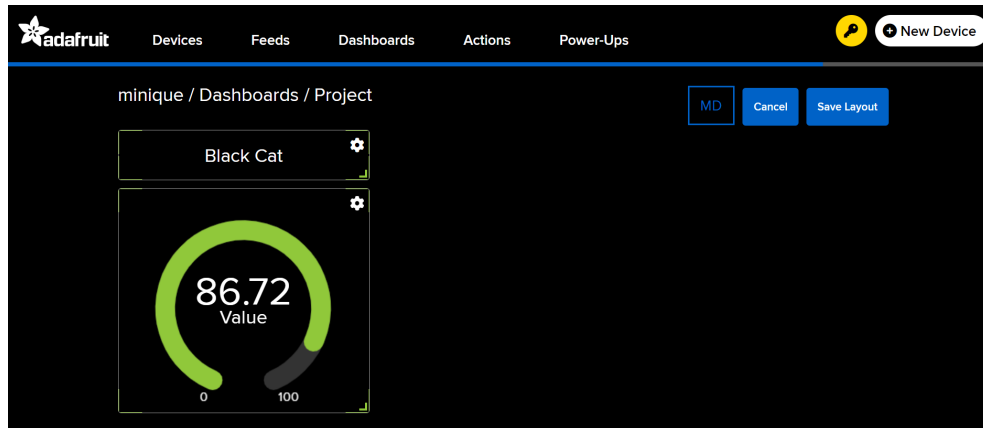 adafruit Devices Feeds Dashboards Actions Power-Ups New Device
minique / Dashboards / Project MD Cancel Save Layout
Black Cat
86.72
Value
0 100